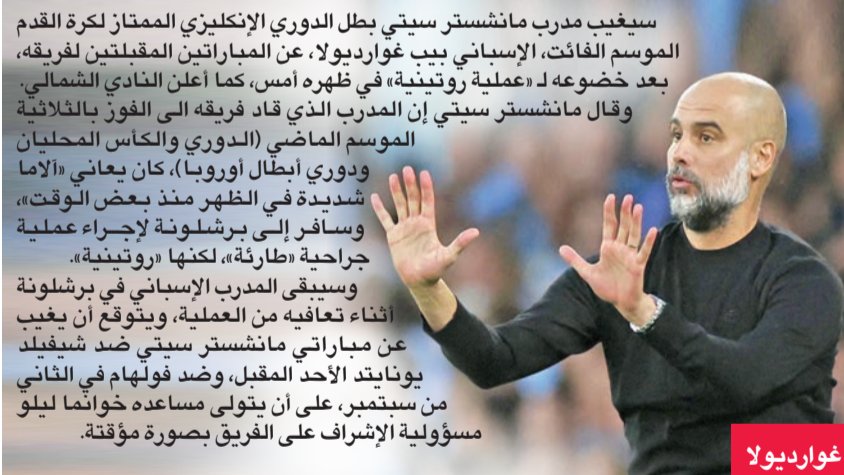 سيغيب مدرب مانشستر سيتي بطل الدوري الإنكليزي الممتاز لكرة القدم
الموسم الفائت، الإسباني بيب غوارديولا، عن المباراتين المقبلتين لفريقه،
بعد خضوعه لـ «عملية روتينية» في ظهره أمس، كما أعلن النادي الشمالي.
وقال مانشستر سيتي إن المدرب الذي قاد فريقه الى الفوز بالثلاثية
الموسم الماضي (الدوري والكأس المحليان
ودوري أبطال أوروبا)، كان يعاني «آلاما
شديدة في الظهر منذ بعض الوقت»،
وسافر إلى برشلونة لإجراء عملية
جراحية «طارئة»، لكنها «روتينية».
وسيبقى المدرب الإسباني في برشلونة
أثناء تعافيه من العملية، ويتوقع أن يغيب
عن مباراتي مانشستر سيتي ضد شيفيلد
يونايتد الأحد المقبل، وضد فولهام في الثاني
من سبتمبر، على أن يتولى مساعده خوانما ليلو
مسؤولية الإشراف على الفريق بصورة مؤقتة.
غوارديولا